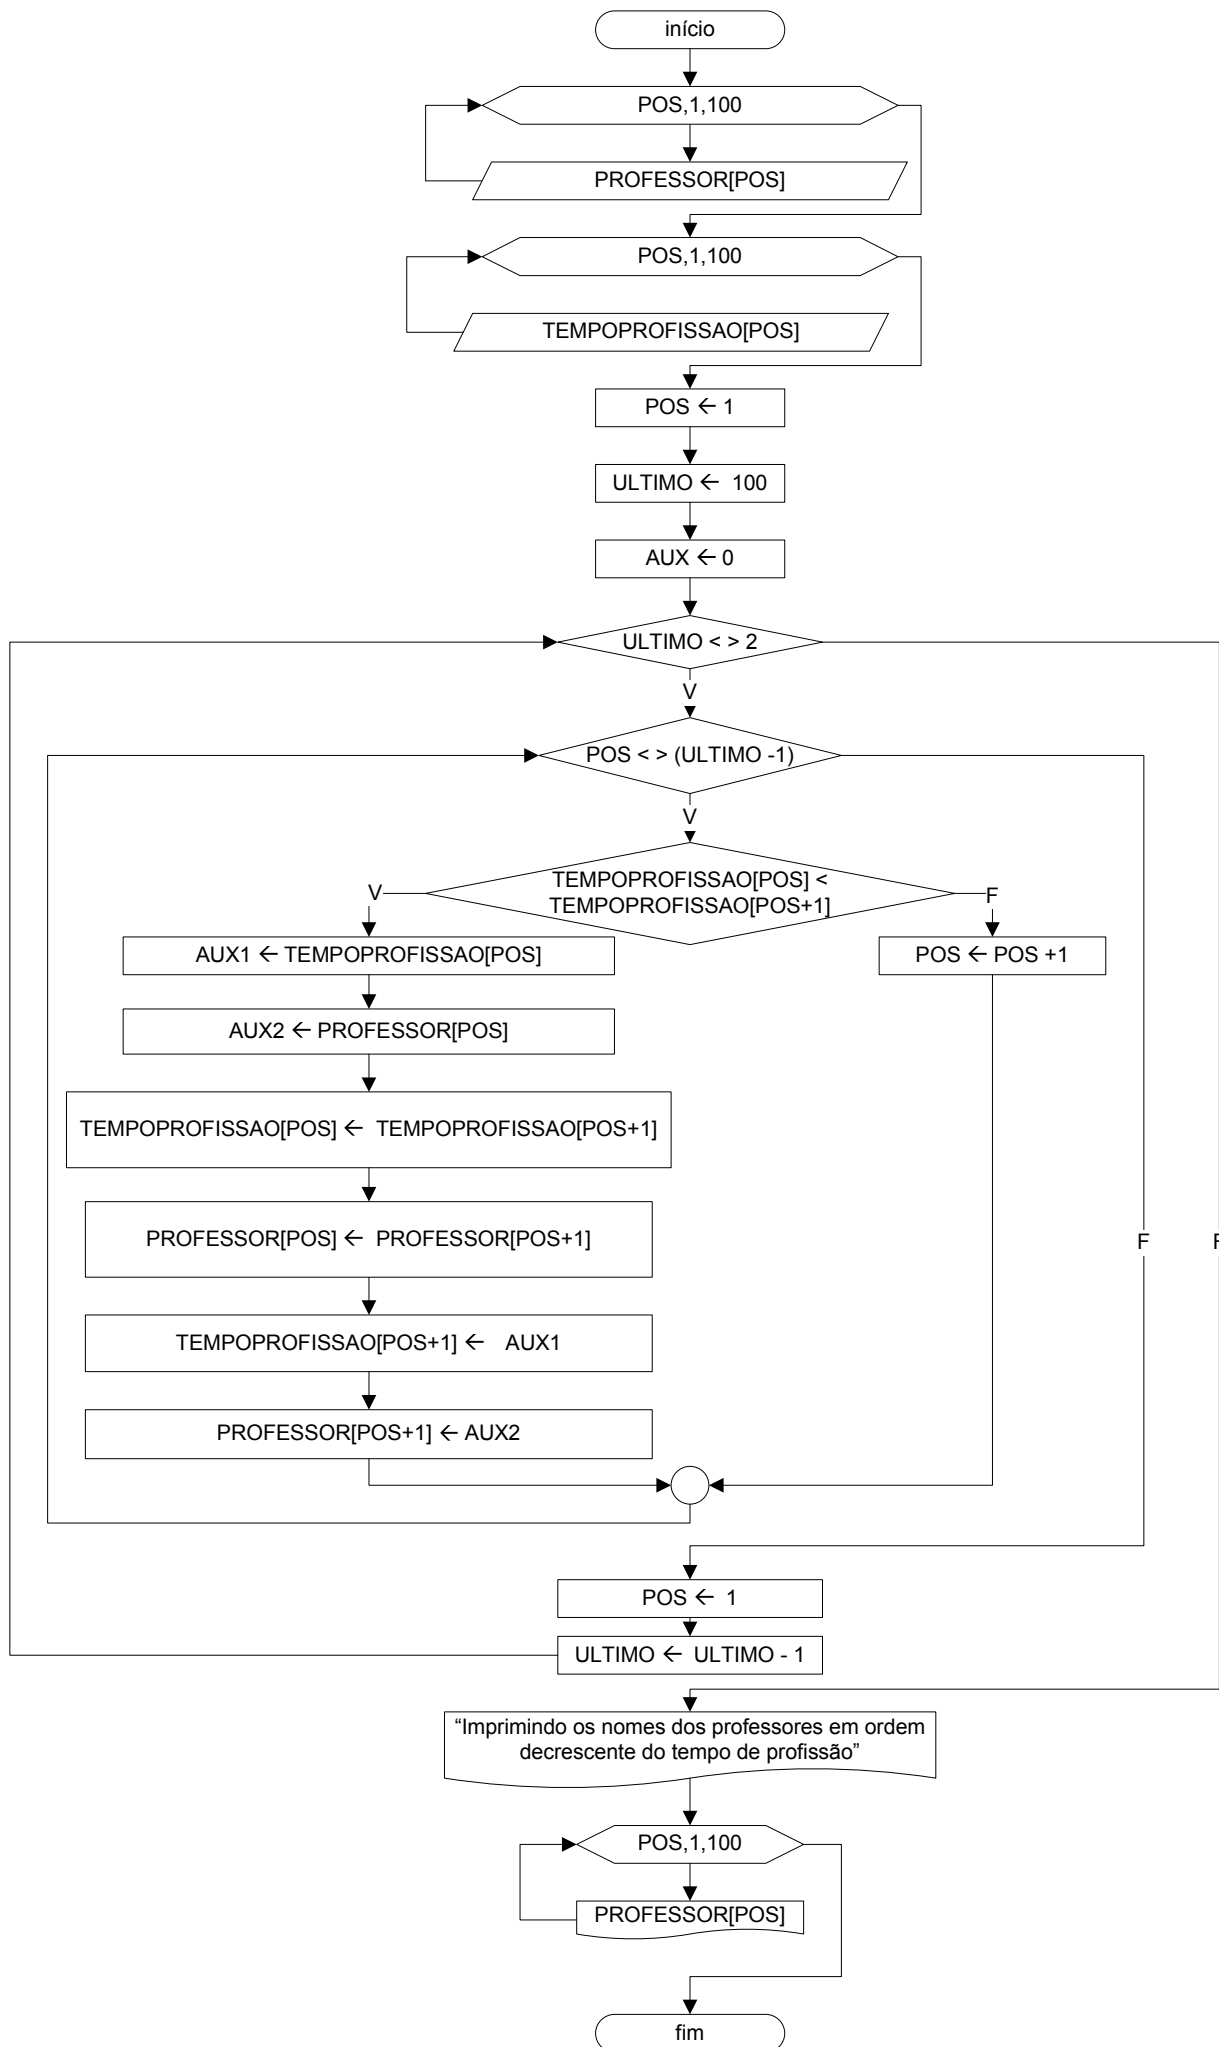 início
POS,1,100
PROFESSOR[POS]
POS,1,100
TEMPOPROFISSAO[POS]
POS ← 1
ULTIMO ← 100
AUX ← 0
ULTIMO < > 2
V
POS < > (ULTIMO -1)
V
TEMPOPROFISSAO[POS] <
TEMPOPROFISSAO[POS+1]
V
F
AUX1 ← TEMPOPROFISSAO[POS]
POS ← POS +1
AUX2 ← PROFESSOR[POS]
TEMPOPROFISSAO[POS] ← TEMPOPROFISSAO[POS+1]
PROFESSOR[POS] ← PROFESSOR[POS+1]
F
F
TEMPOPROFISSAO[POS+1] ← AUX1
PROFESSOR[POS+1] ← AUX2
POS ← 1
ULTIMO ← ULTIMO - 1
“Imprimindo os nomes dos professores em ordem
decrescente do tempo de profissão”
POS,1,100
PROFESSOR[POS]
fim